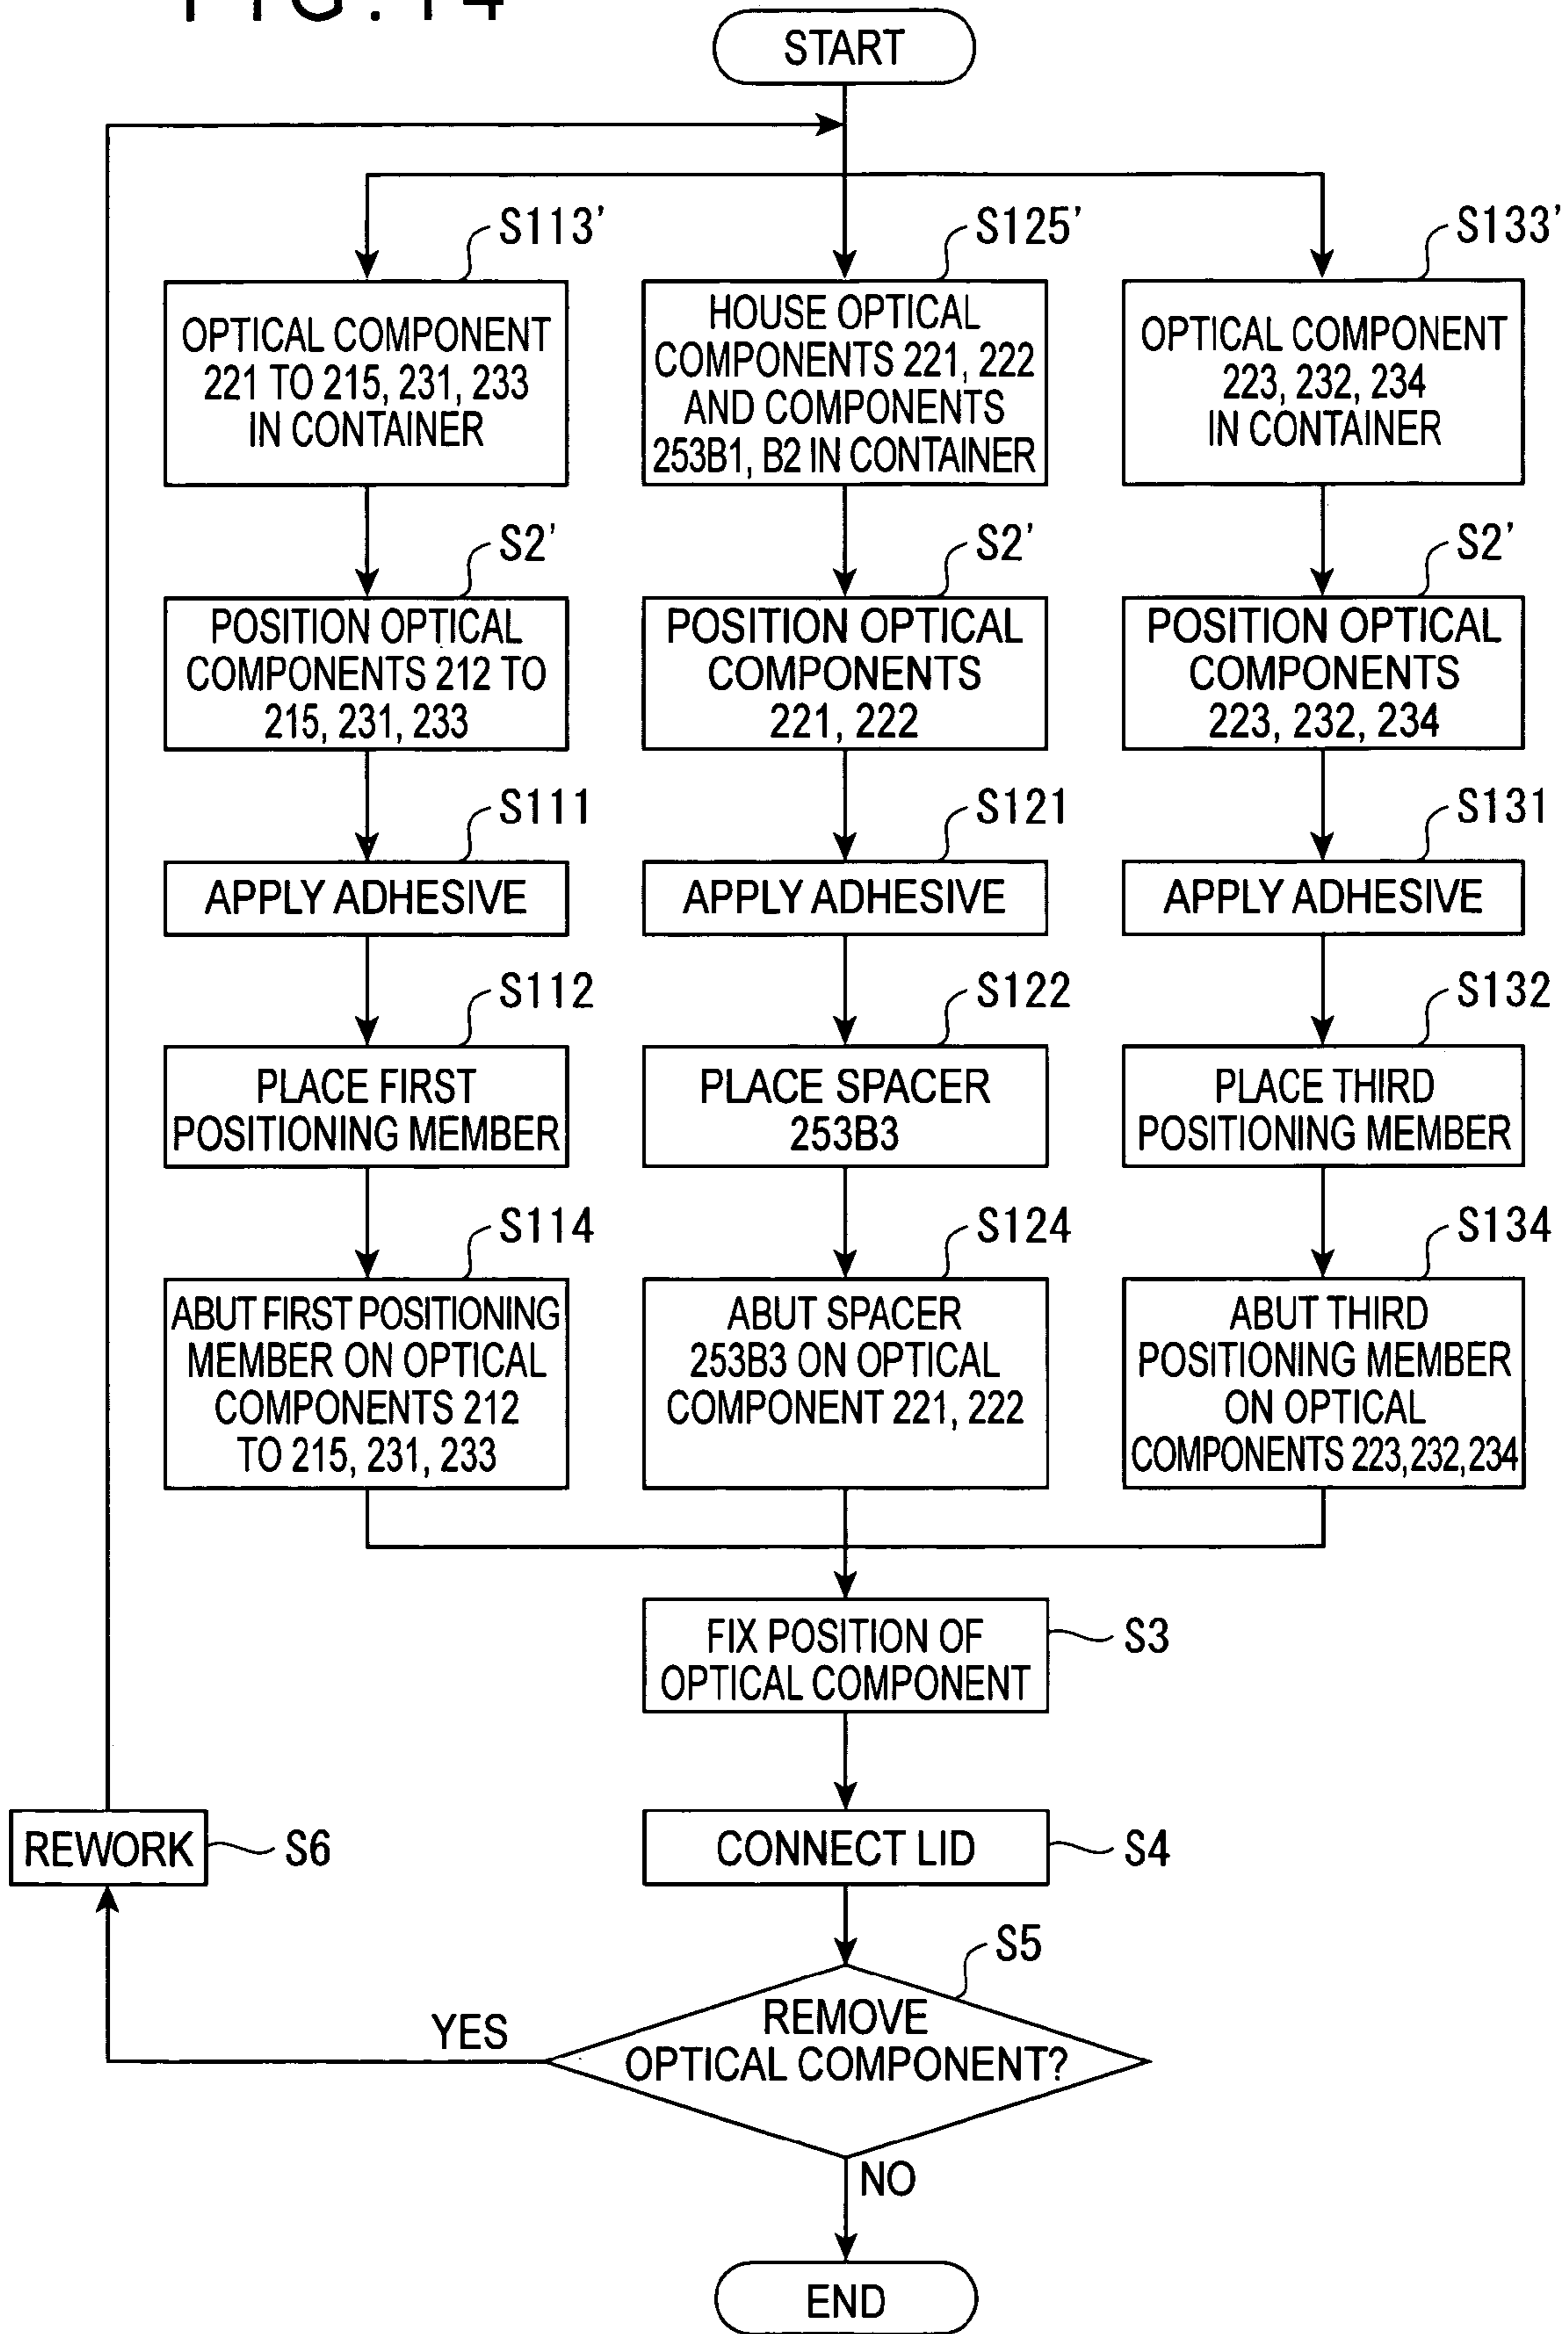 FIG. 14
START
S113'
OPTICAL COMPONENT
221 TO 215, 231, 233
IN CONTAINER
S125'
HOUSE OPTICAL
COMPONENTS 221, 222
AND COMPONENTS
253B1, B2 IN CONTAINER
S133'
OPTICAL COMPONENT
223, 232, 234
IN CONTAINER
S2'
POSITION OPTICAL
COMPONENTS 212 TO
215, 231, 233
S2'
POSITION OPTICAL
COMPONENTS
221, 222
S2'
POSITION OPTICAL
COMPONENTS
223, 232, 234
S111
APPLY ADHESIVE
S121
APPLY ADHESIVE
S131
APPLY ADHESIVE
S112
PLACE FIRST
POSITIONING MEMBER
S122
PLACE SPACER
253B3
S132
PLACE THIRD
POSITIONING MEMBER
S114
ABUT FIRST POSITIONING
MEMBER ON OPTICAL
COMPONENTS 212
TO 215, 231, 233
S124
ABUT SPACER
253B3 ON OPTICAL
COMPONENT 221, 222
S134
ABUT THIRD
POSITIONING MEMBER
ON OPTICAL
COMPONENTS 223,232,234
FIX POSITION OF
OPTICAL COMPONENT
S3
REWORK
S6
CONNECT LID
S4
S5
REMOVE
OPTICAL COMPONENT?
YES
NO
END